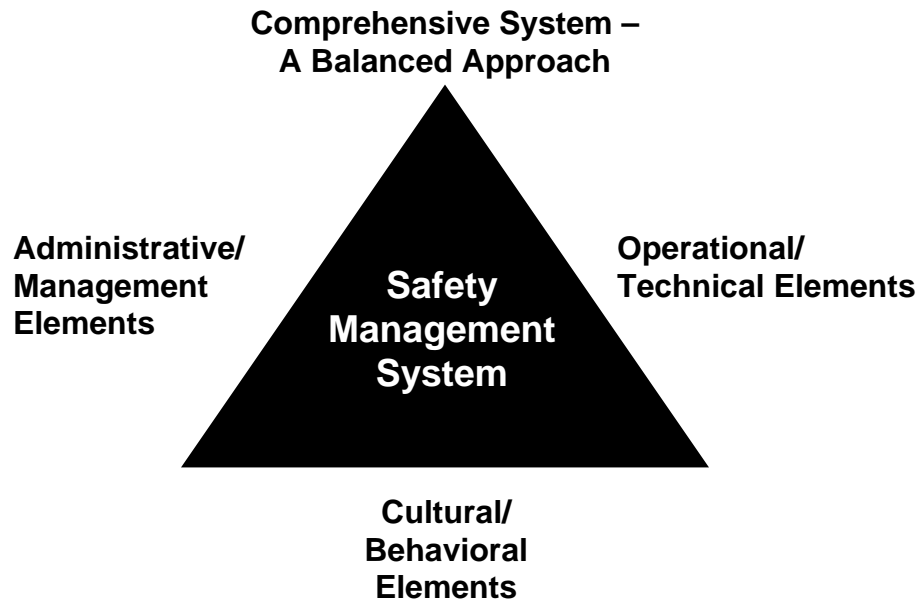 Comprehensive System –
A Balanced Approach
Administrative/
Management
Elements
Operational/
Technical Elements
Safety
Management
System
Cultural/
Behavioral
Elements